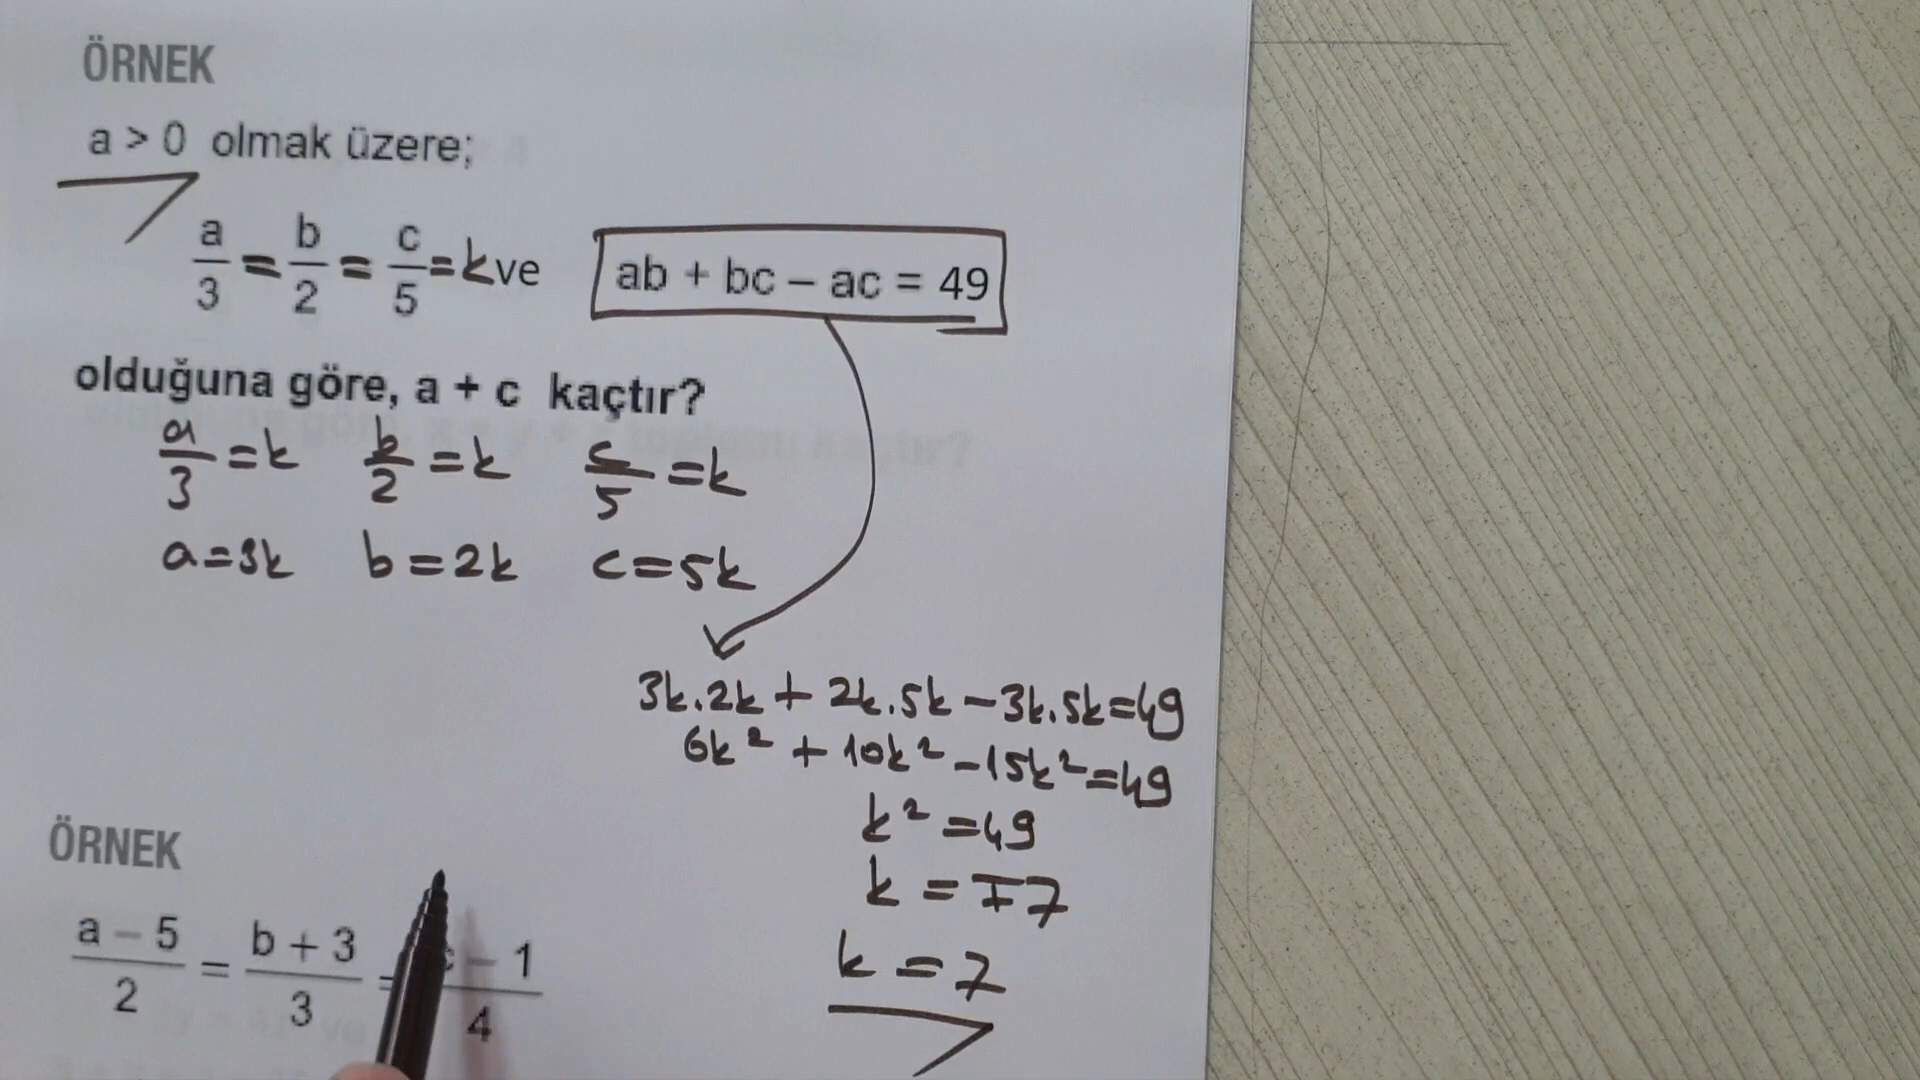 ÖRNEK
a > 0 olmak üzere;
a/3 = b/2 = c/5 = k ve ab + bc – ac = 49
olduğuna göre, a + c kaçtır?
a/3 = k b/2 = k c/5 = k
a = 3k b = 2k c = 5k
3k.2k + 2k.5k – 3k.5k = 49
6k² + 10k² – 15k² = 49
k² = 49
k = ∓7
k = 7
ÖRNEK
a – 5/2 = b + 3/3 = c – 1/4